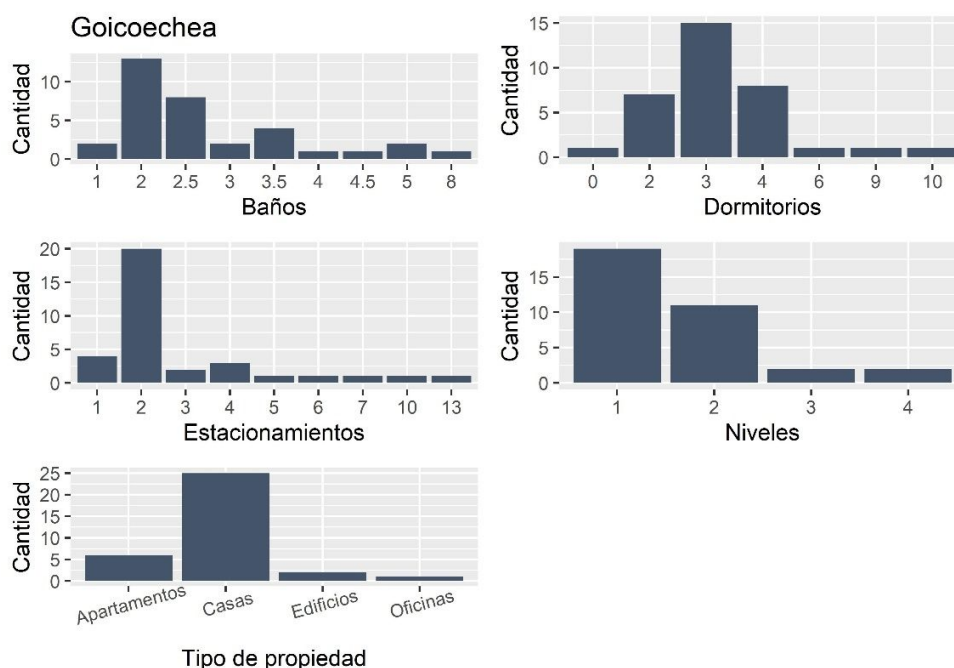 Goicoechea
Cantidad
10
5
0
1 2 2.5 3 3.5 4 4.5 5 8
Baños
Cantidad
15
10
5
0
0 2 3 4 6 9 10
Dormitorios
Cantidad
20
15
10
5
0
1 2 3 4 5 6 7 10 13
Estacionamientos
Cantidad
15
10
5
0
1 2 3 4
Niveles
Cantidad
25
20
15
10
5
0
Apartamentos Casas Edificios Oficinas
Tipo de propiedad